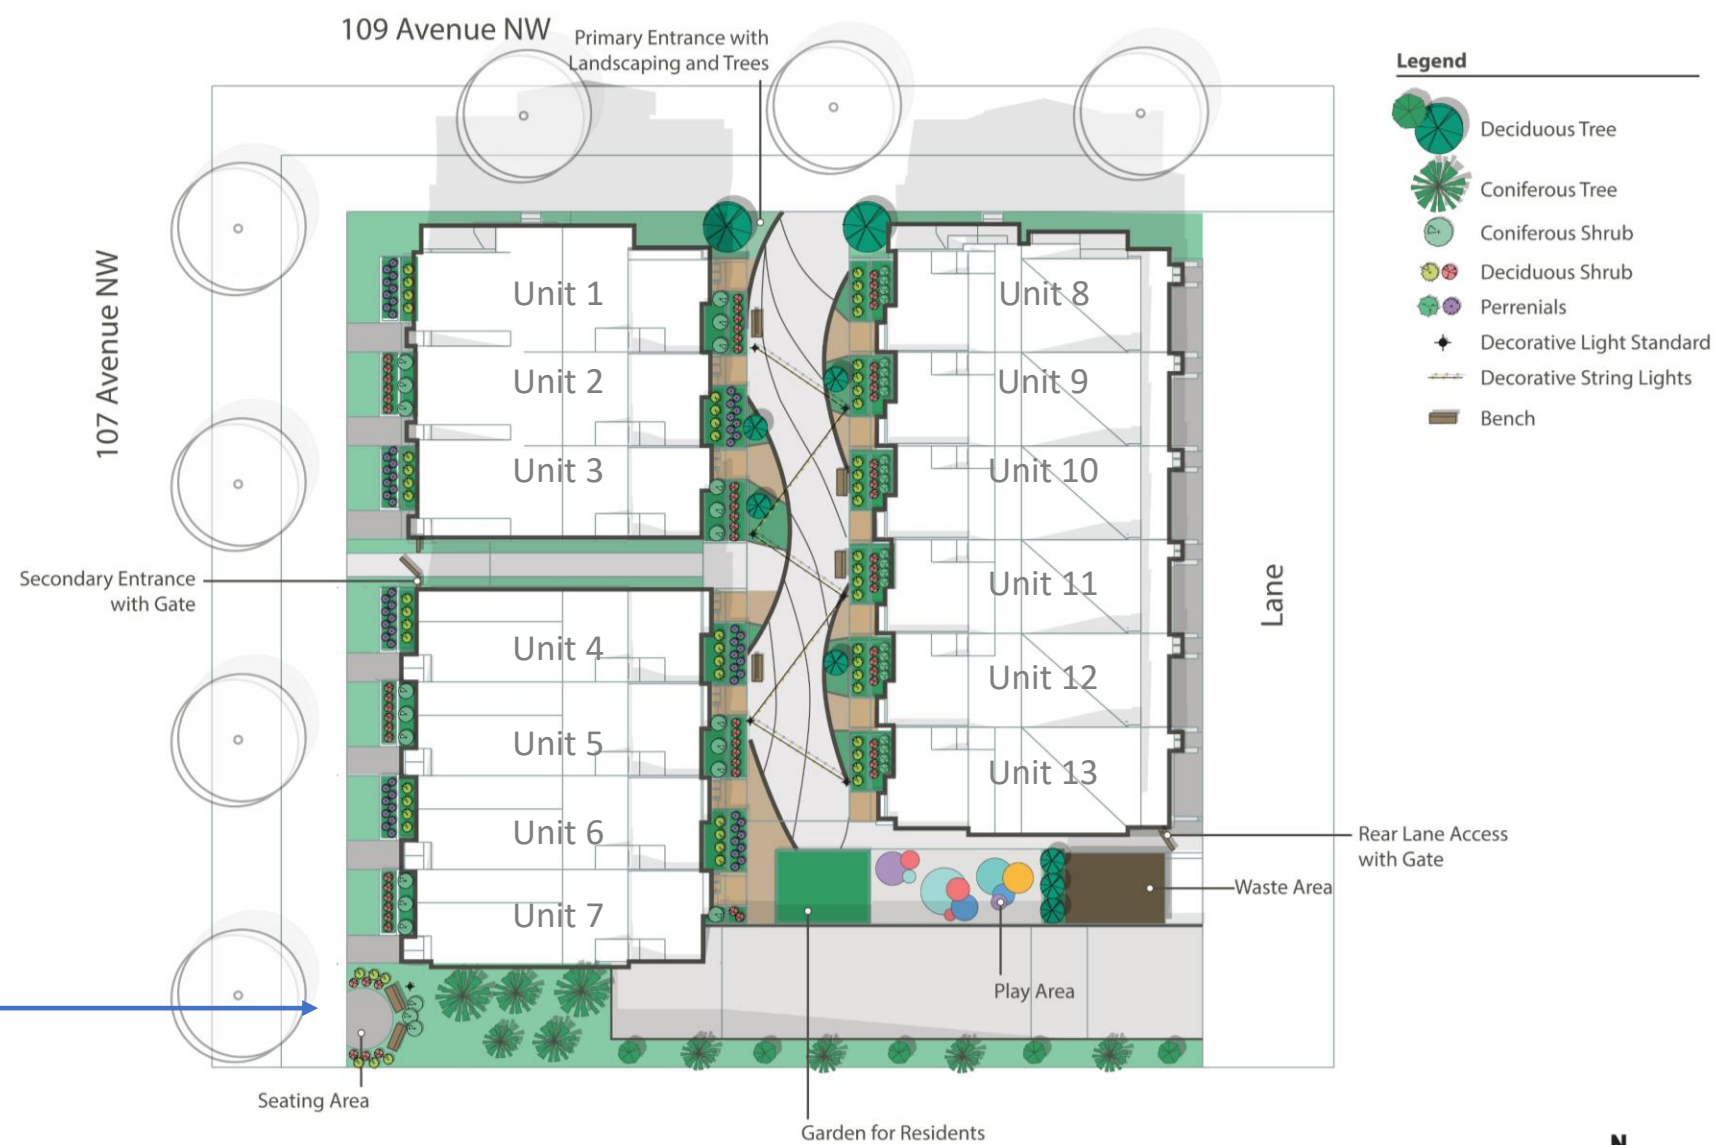 109 Avenue NW
Primary Entrance with
Landscaping and Trees
107 Avenue NW
Unit 1
Unit 2
Unit 3
Unit 4
Unit 5
Unit 6
Unit 7
Unit 8
Unit 9
Unit 10
Unit 11
Unit 12
Unit 13
Secondary Entrance
with Gate
Lane
Rear Lane Access
with Gate
Waste Area
Play Area
Seating Area
Garden for Residents
Legend
Deciduous Tree
Coniferous Tree
Coniferous Shrub
Deciduous Shrub
Perrenials
Decorative Light Standard
Decorative String Lights
Bench
N